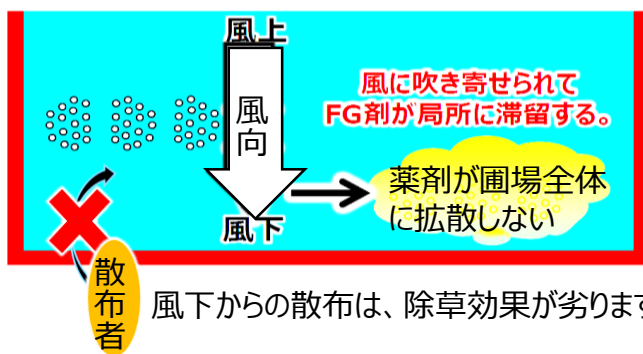 風上
風向
風下
風に吹き寄せられて
FG剤が局所に滞留する。
薬剤が圃場全体
に拡散しない
散布者
風下からの散布は、除草効果が劣ります